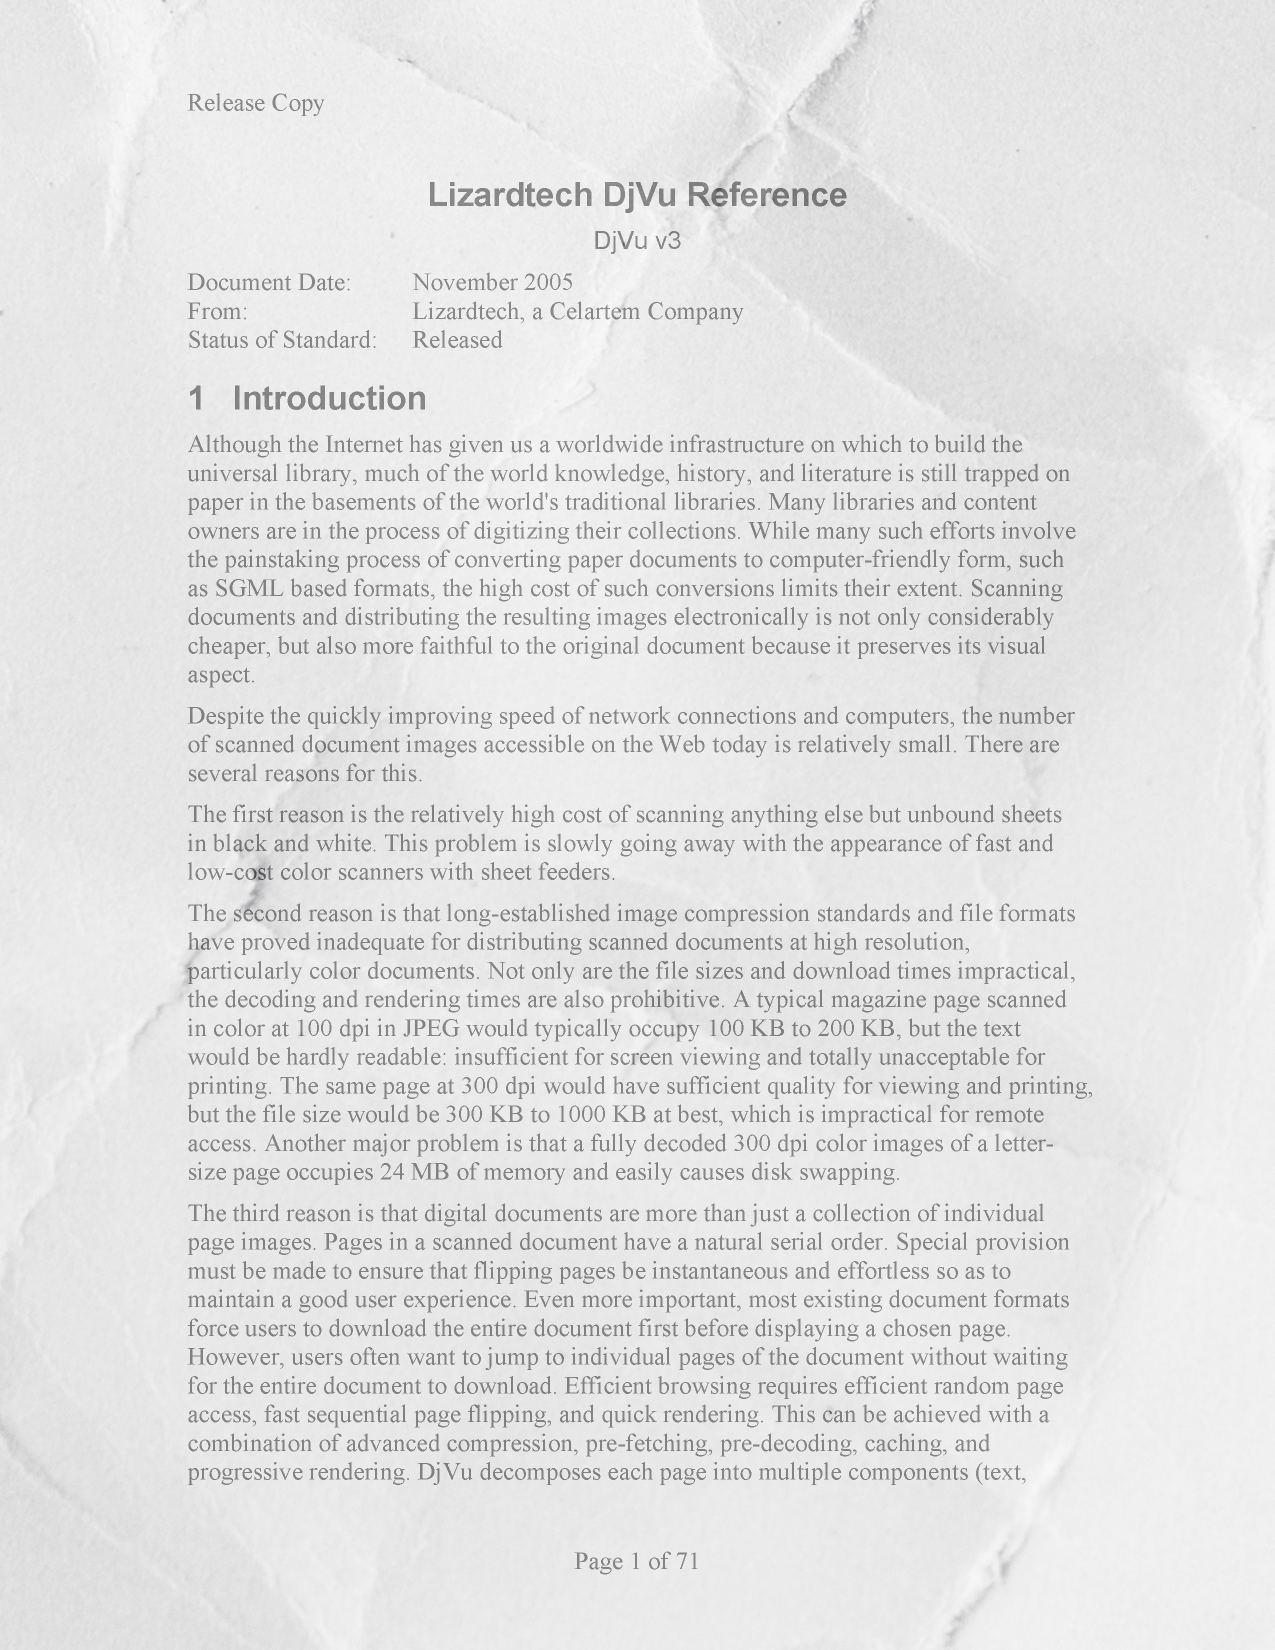 Release Copy
Lizardtech DjVu Reference
DjVu v3
Document Date: November 2005
From: Lizardtech, a Celartem Company
Status of Standard: Released
1 Introduction
Although the Internet has given us a worldwide infrastructure on which to build the
universal library, much of the world knowledge, history, and literature is still trapped on
paper in the basements of the world's traditional libraries. Many libraries and content
owners are in the process of digitizing their collections. While many such efforts involve
the painstaking process of converting paper documents to computer-friendly form, such
as SGML based formats, the high cost of such conversions limits their extent. Scanning
documents and distributing the resulting images electronically is not only considerably
cheaper, but also more faithful to the original document because it preserves its visual
aspect.
Despite the quickly improving speed of network connections and computers, the number
of scanned document images accessible on the Web today is relatively small. There are
several reasons for this.
The first reason is the relatively high cost of scanning anything else but unbound sheets
in black and white. This problem is slowly going away with the appearance of fast and
low-cost color scanners with sheet feeders.
The second reason is that long-established image compression standards and file formats
have proved inadequate for distributing scanned documents at high resolution,
particularly color documents. Not only are the file sizes and download times impractical,
the decoding and rendering times are also prohibitive. A typical magazine page scanned
in color at 100 dpi in JPEG would typically occupy 100 KB to 200 KB, but the text
would be hardly readable: insufficient for screen viewing and totally unacceptable for
printing. The same page at 300 dpi would have sufficient quality for viewing and printing,
but the file size would be 300 KB to 1000 KB at best, which is impractical for remote
access. Another major problem is that a fully decoded 300 dpi color images of a letter-
size page occupies 24 MB of memory and easily causes disk swapping.
The third reason is that digital documents are more than just a collection of individual
page images. Pages in a scanned document have a natural serial order. Special provision
must be made to ensure that flipping pages be instantaneous and effortless so as to
maintain a good user experience. Even more important, most existing document formats
force users to download the entire document first before displaying a chosen page.
However, users often want to jump to individual pages of the document without waiting
for the entire document to download. Efficient browsing requires efficient random page
access, fast sequential page flipping, and quick rendering. This can be achieved with a
combination of advanced compression, pre-fetching, pre-decoding, caching, and
progressive rendering. DjVu decomposes each page into multiple components (text,
Page 1 of 71